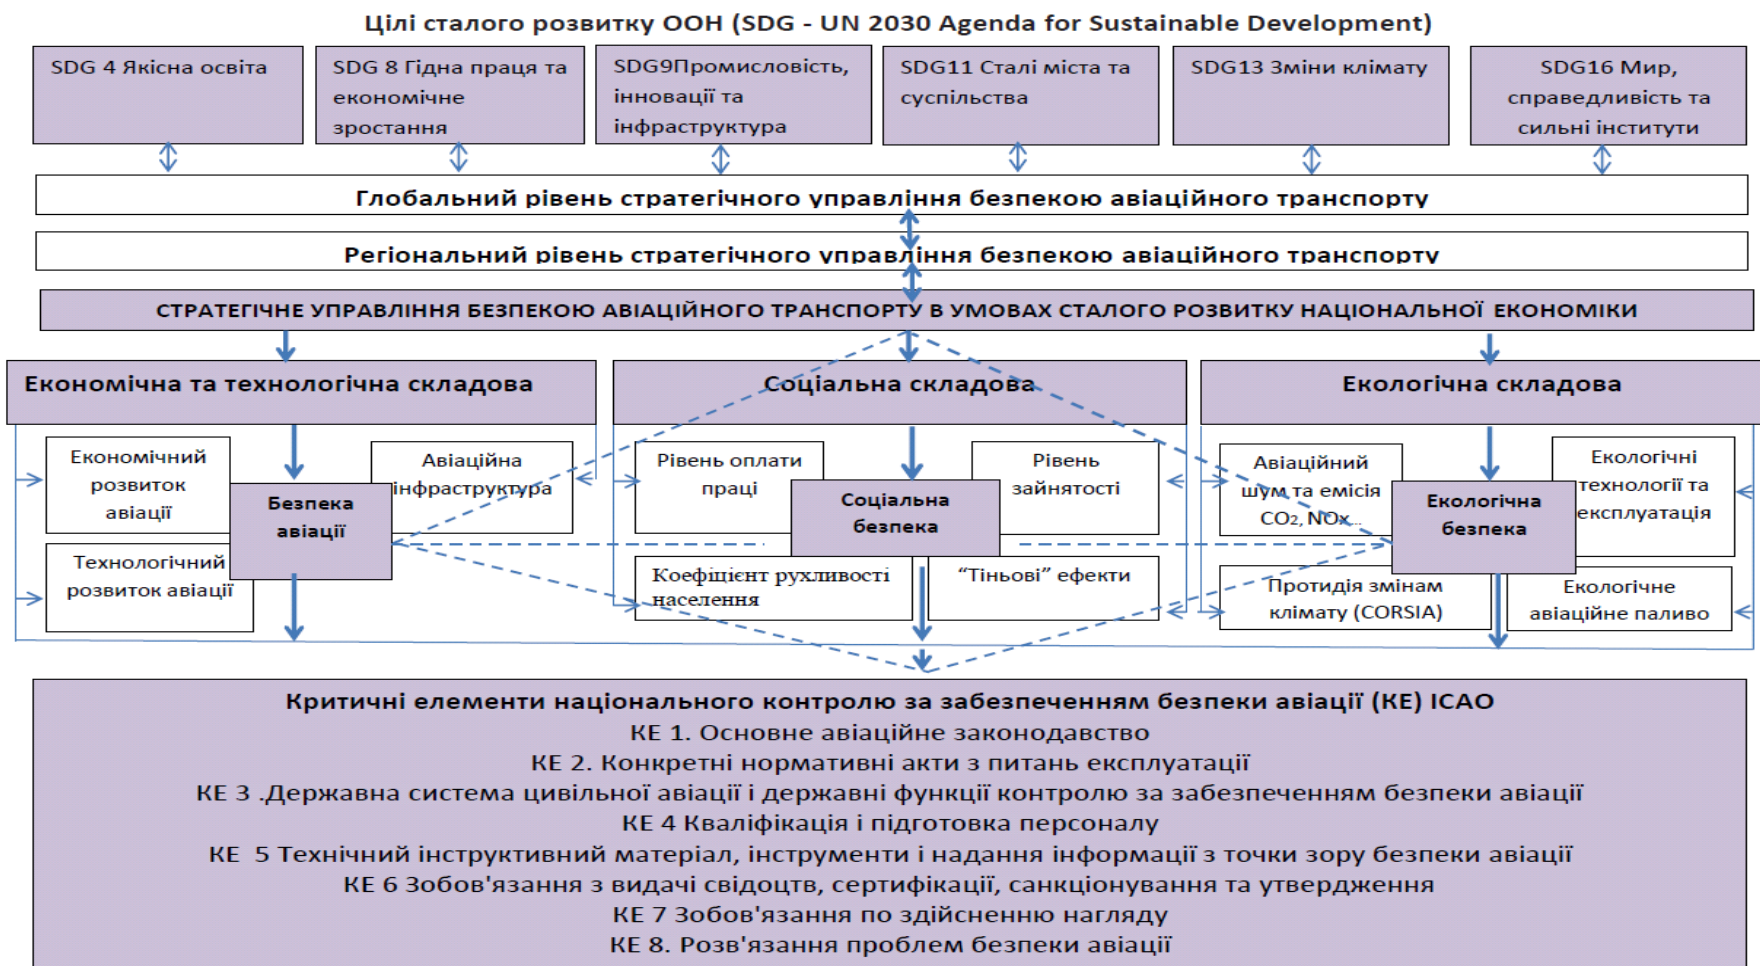 Цілі сталого розвитку ООН (SDG - UN 2030 Agenda for Sustainable Development)
SDG 4 Якісна освіта
SDG 8 Гідна праця та
економічне
зростання
SDG9Промисловість,
інновації та
інфраструктура
SDG11 Сталі міста та
суспільства
SDG13 Зміни клімату
SDG16 Мир,
справедливість та
сильні інститути
Глобальний рівень стратегічного управління безпекою авіаційного транспорту
Регіональний рівень стратегічного управління безпекою авіаційного транспорту
СТРАТЕГІЧНЕ УПРАВЛІННЯ БЕЗПЕКОЮ АВІАЦІЙНОГО ТРАНСПОРТУ В УМОВАХ СТАЛОГО РОЗВИТКУ НАЦІОНАЛЬНОЇ ЕКОНОМІКИ
Економічна та технологічна складова
Соціальна складова
Екологічна складова
Економічний
розвиток
авіації
Авіаційна
інфраструктура
Безпека
авіації
Технологічний
розвиток авіації
Рівень оплати
праці
Рівень
зайнятості
Соціальна
безпека
Коефіцієнт рухливості
населення
“Тіньові” ефекти
Авіаційний
шум та емісія
CO2, NOx...
Екологічні
технології та
експлуатація
Екологічна
безпека
Протидія змінам
клімату (CORSIA)
Екологічне
авіаційне паливо
Критичні елементи національного контролю за забезпеченням безпеки авіації (КЕ) ІСАО
КЕ 1. Основне авіаційне законодавство
КЕ 2. Конкретні нормативні акти з питань експлуатації
КЕ 3 .Державна система цивільної авіації і державні функції контролю за забезпеченням безпеки авіації
КЕ 4 Кваліфікація і підготовка персоналу
КЕ 5 Технічний інструктивний матеріал, інструменти і надання інформації з точки зору безпеки авіації
КЕ 6 Зобов'язання з видачі свідоцтв, сертифікації, санкціонування та утвердження
КЕ 7 Зобов'язання по здійсненню нагляду
КЕ 8. Розв'язання проблем безпеки авіації